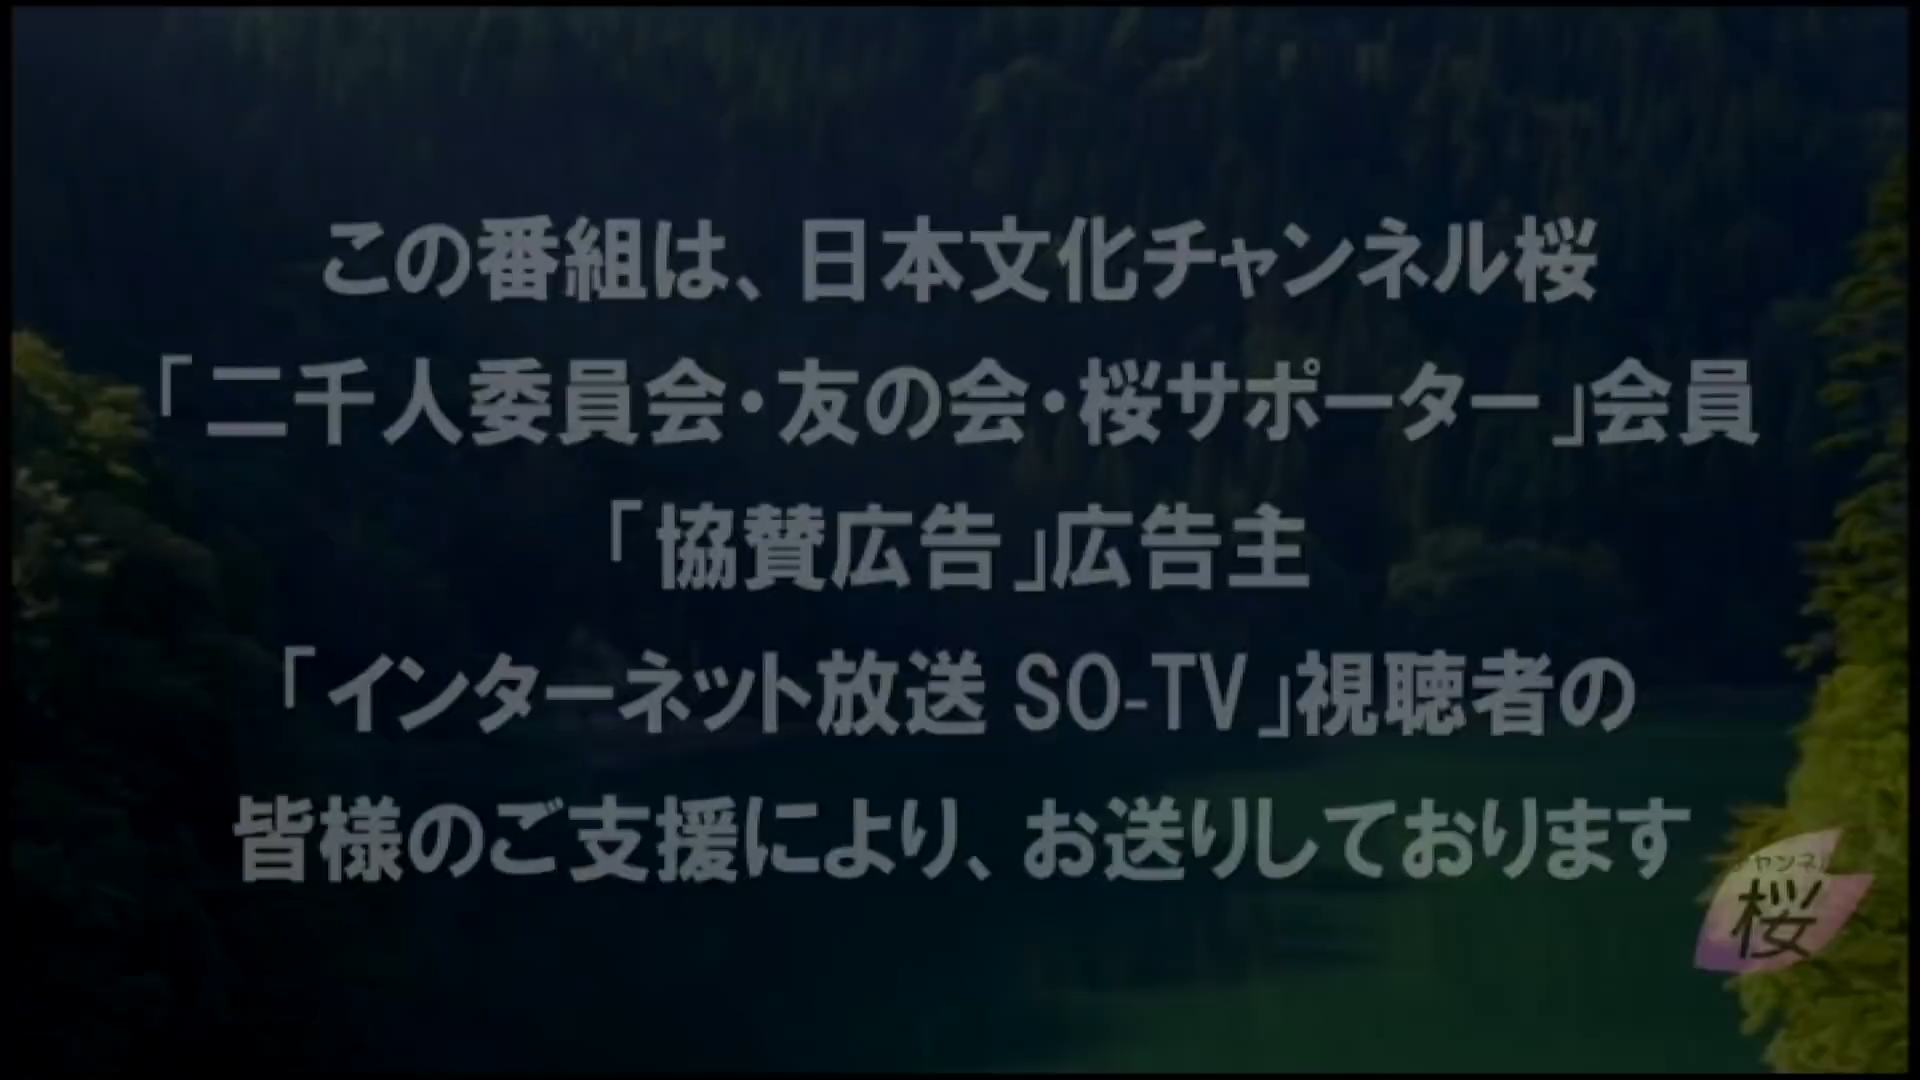 この番組は、日本文化チャンネル桜
「二千人委員会・友の会・桜サポーター」会員
「協賛広告」広告主
「インターネット放送 SO-TV」視聴者の
皆様のご支援により、お送りしております
チャンネル
桜